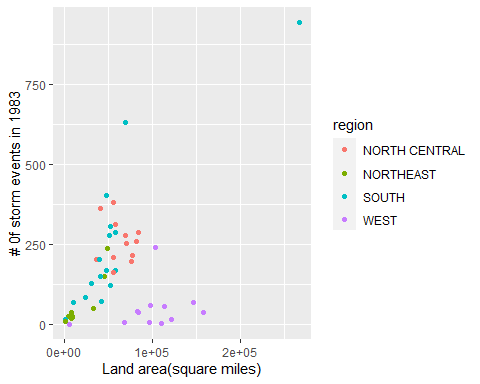 # 0f storm events in 1983
750
500
250
0
0e+00
1e+05
2e+05
Land area(square miles)
region
NORTH CENTRAL
NORTHEAST
SOUTH
WEST